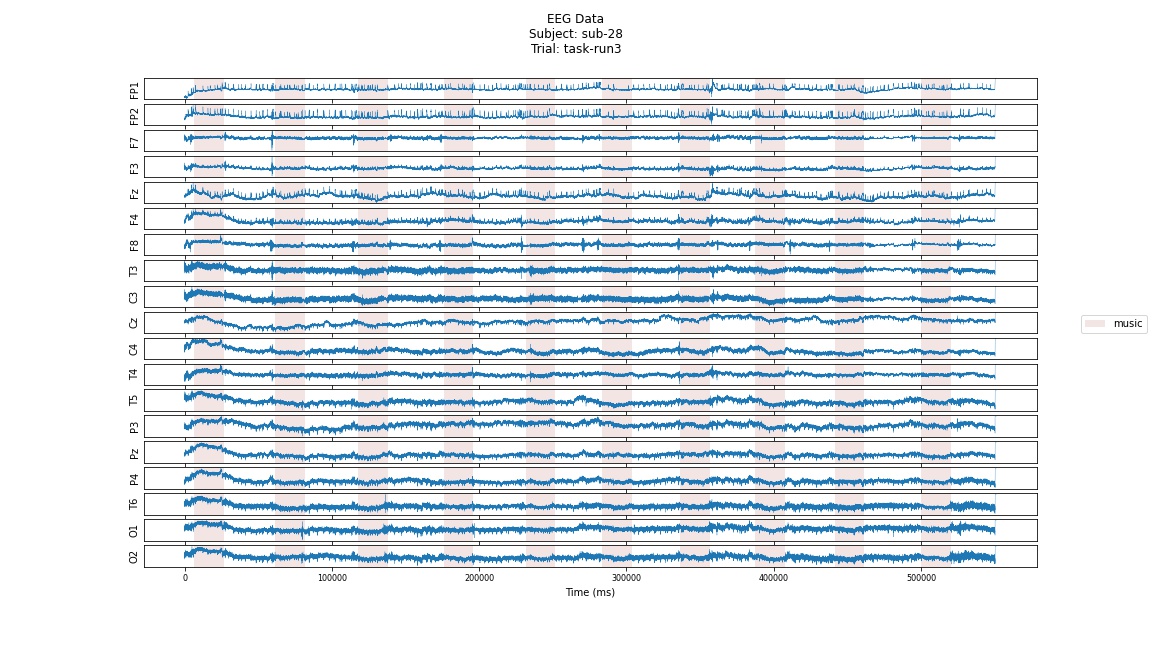 EEG Data
Subject: sub-28
Trial: task-run3
FP1
FP2
F7
F3
Fz
F4
F8
T3
C3
Cz
C4
T4
T5
P3
Pz
P4
T6
O1
O2
music
0 100000 200000 300000 400000 500000
Time (ms)